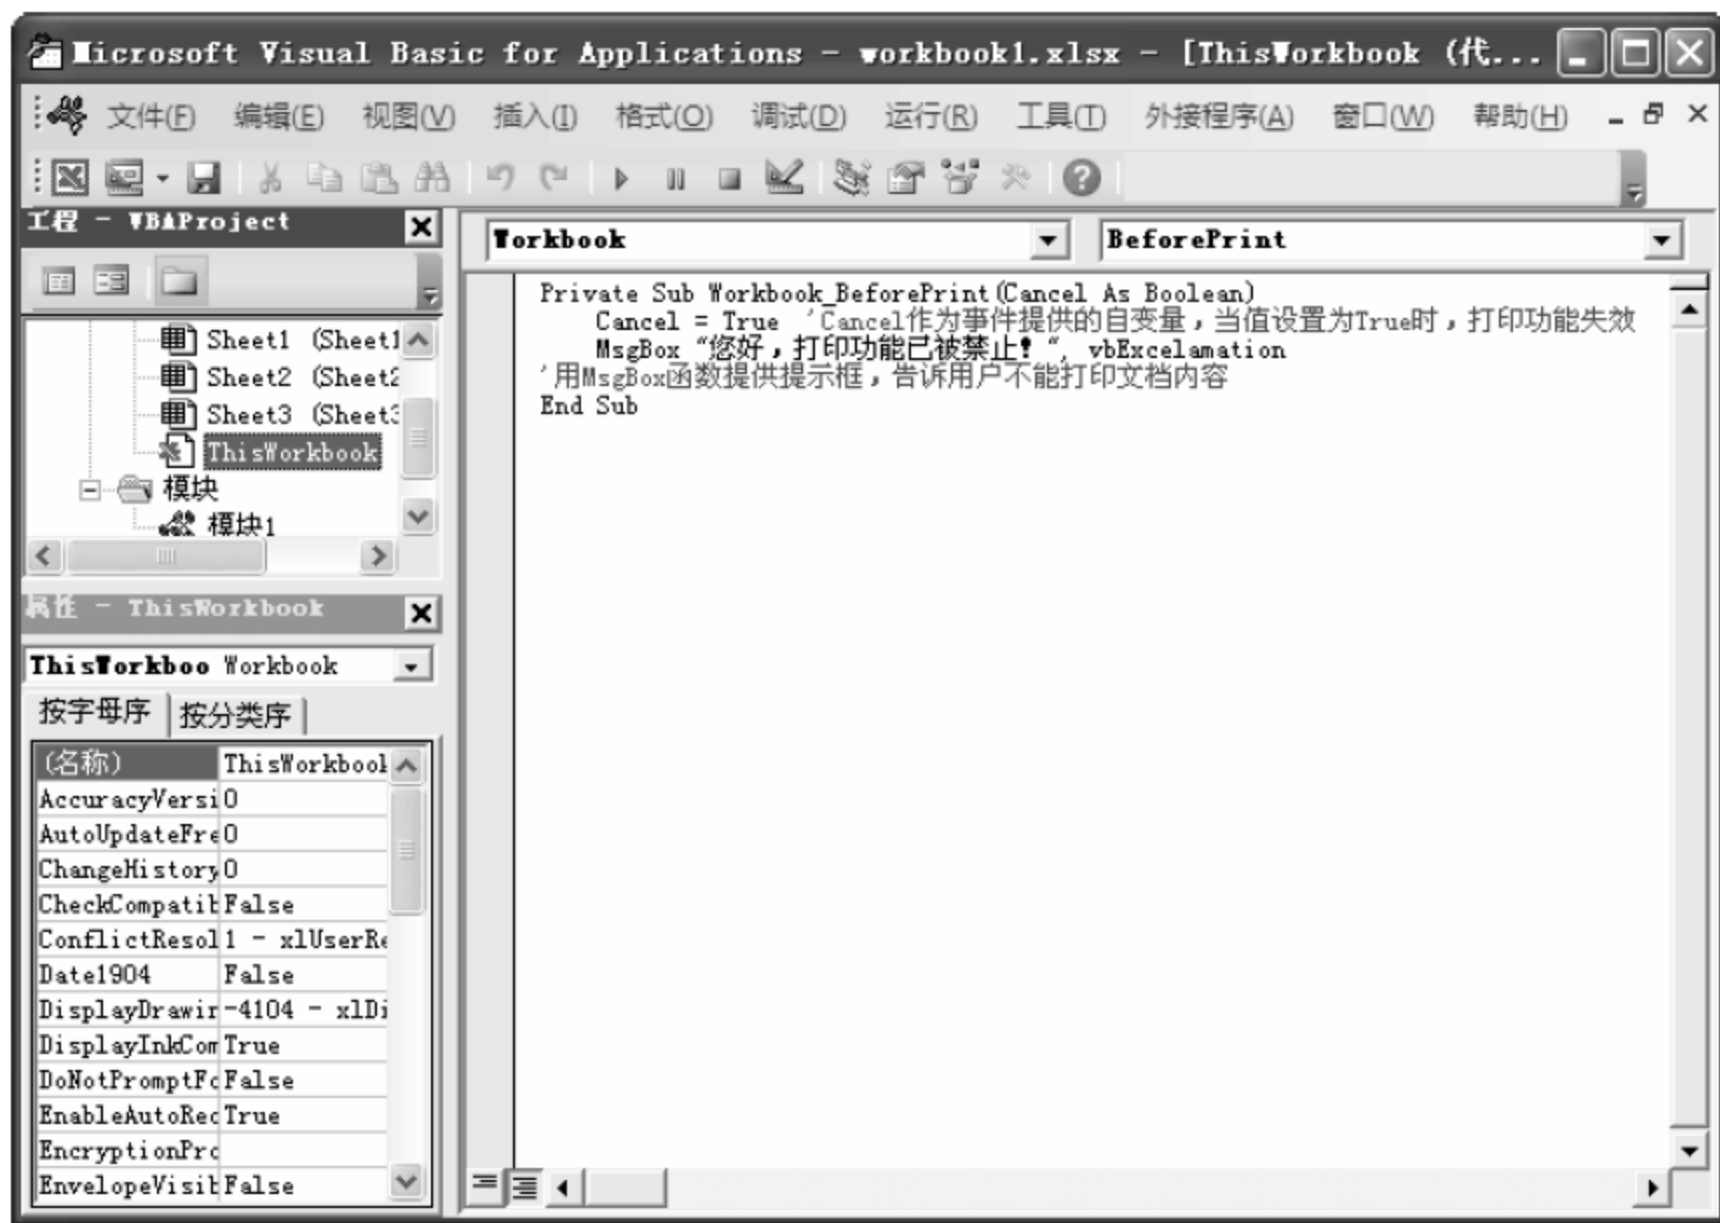 Microsoft Visual Basic for Applications - workbook1.xlsx - [ThisWorkbook (代...
文件(F) 编辑(E) 视图(V) 插入(I) 格式(O) 调试(D) 运行(R) 工具(T) 外接程序(A) 窗口(W) 帮助(H)
工程 - VBAProject
Sheet1 (Sheet1
Sheet2 (Sheet2
Sheet3 (Sheet3
ThisWorkbook
模块
模块1
属性 - ThisWorkbook
ThisWorkboo Workbook
按字母序 按分类序
(名称) ThisWorkbook
AccuracyVersi 0
AutoUpdateFre 0
ChangeHistory 0
CheckCompatib False
ConflictResol 1 - xlUserRe
Date1904 False
DisplayDrawin -4104 - xlDi
DisplayInkCom True
DoNotPromptFo False
EnableAutoRec True
EncryptionPro
EnvelopeVisib False
Workbook BeforePrint
Private Sub Workbook_BeforePrint(Cancel As Boolean)
Cancel = True 'Cancel作为事件提供的自变量，当值设置为True时，打印功能失效
MsgBox "您好，打印功能已被禁止！", vbExcelamation
'用MsgBox函数提供提示框，告诉用户不能打印文档内容
End Sub